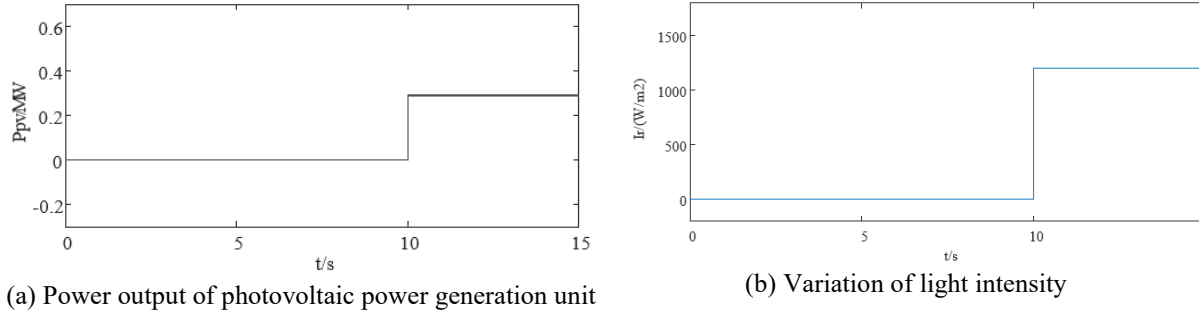 0.6
0.4
0.2
0
-0.2
Ppv/MW
0
5
10
15
t/s
(a) Power output of photovoltaic power generation unit
1500
1000
500
0
Ir/(W/m2)
0
5
10
t/s
(b) Variation of light intensity